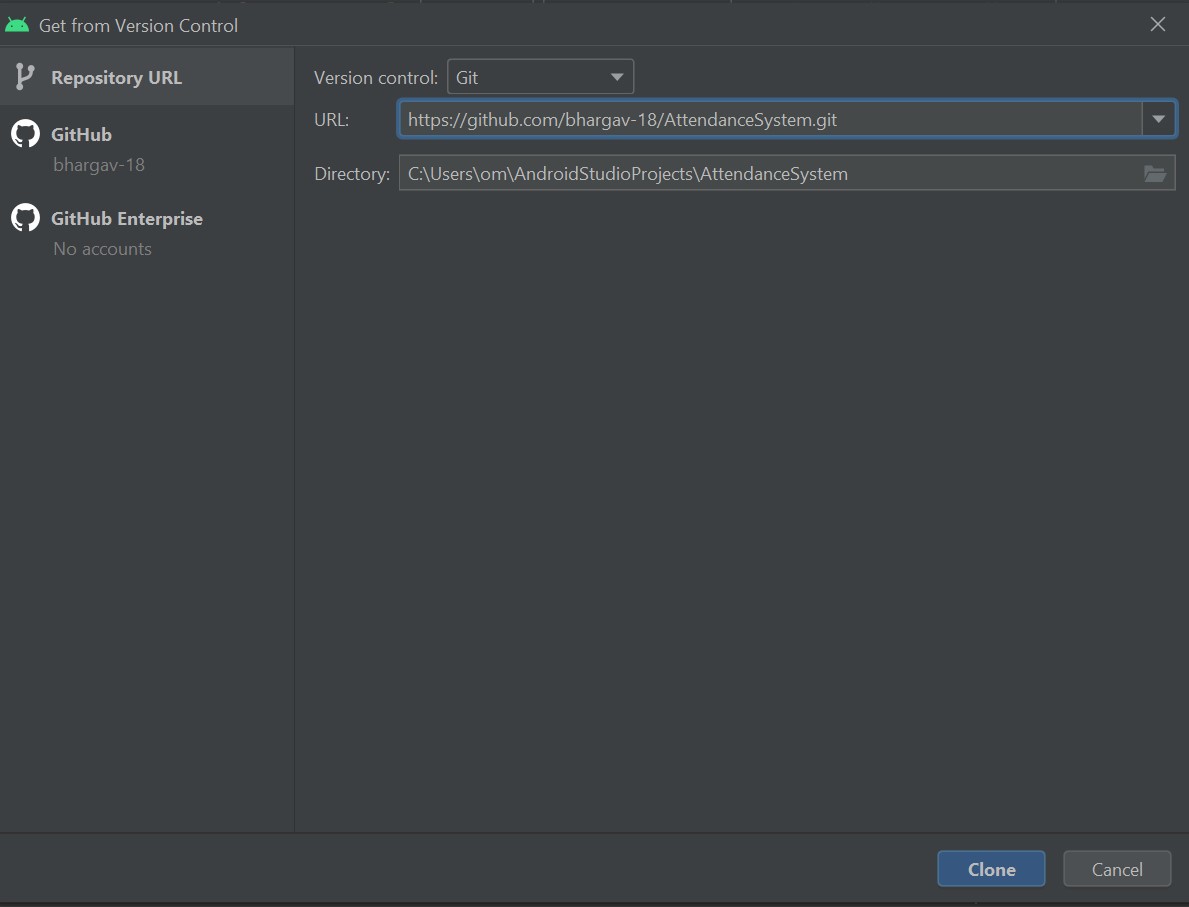 Get from Version Control
Repository URL
GitHub
bhargav-18
GitHub Enterprise
No accounts
Version control: Git
URL: https://github.com/bhargav-18/AttendanceSystem.git
Directory: C:\Users\om\AndroidStudioProjects\AttendanceSystem
Clone Cancel